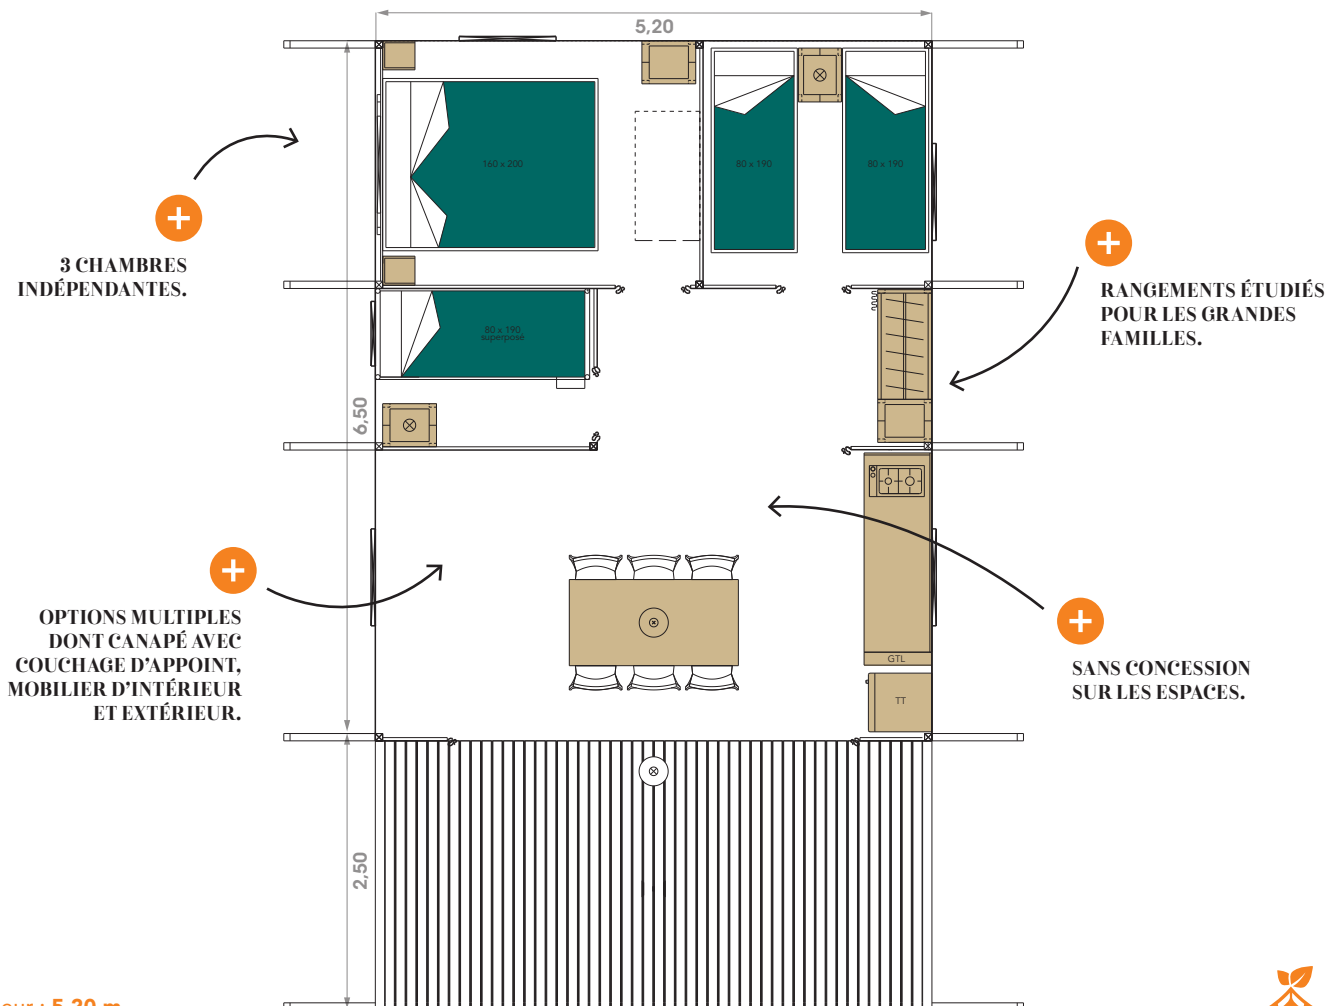 5,20
160 x 200
80 x 190
80 x 190
3 CHAMBRES
INDÉPENDANTES.
RANGEMENTS ÉTUDIÉS
POUR LES GRANDES
FAMILLES.
80 x 190
superposé
6,50
OPTIONS MULTIPLES
DONT CANAPÉ AVEC
COUCHAGE D'APPOINT,
MOBILIER D'INTÉRIEUR
ET EXTÉRIEUR.
GTL
TT
SANS CONCESSION
SUR LES ESPACES.
2,50
: 5,20 m